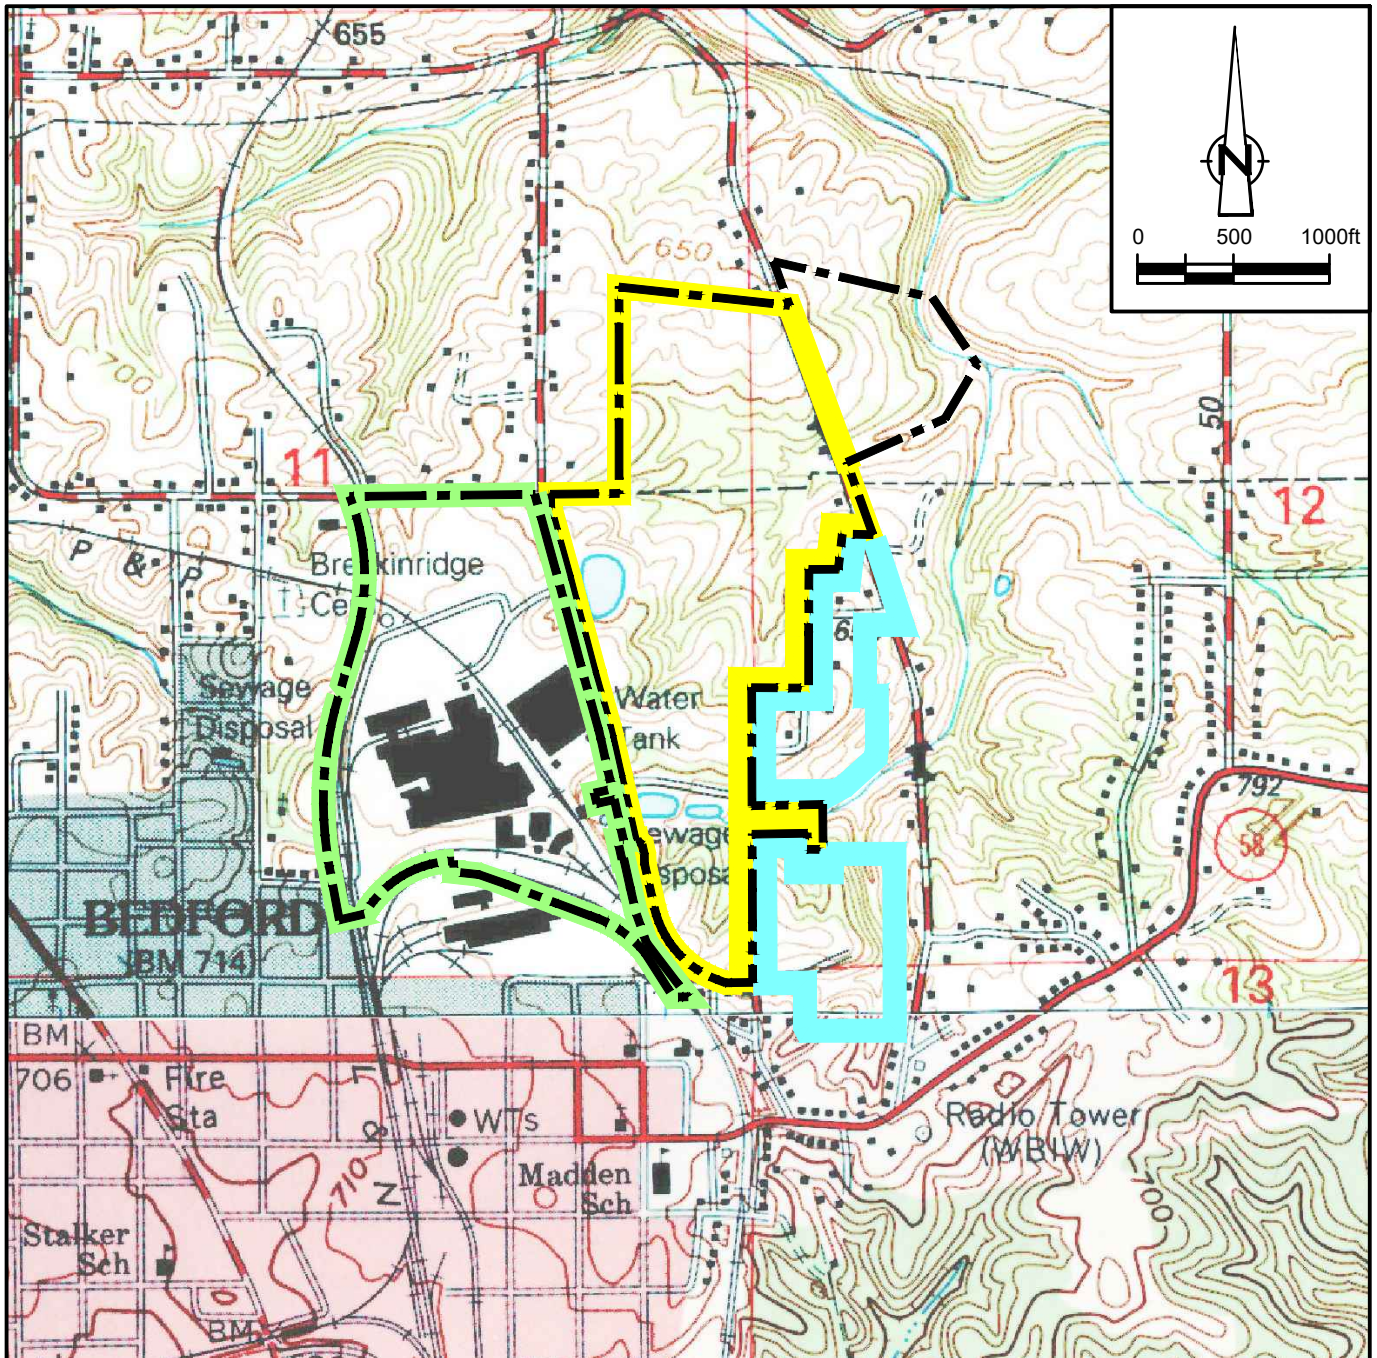 655
N
0 500 1000ft
650
700
50
11
12
P & P
Breckinridge
Ce
6
Sewage
Disposal
Water
Tank
792
58
ewage
sposa
BEDFORD
(BM 714)
13
BM
706
Fire
Sta
L
&
N
WTs
710
Madden
Sch
Radio Tower
(WBIW)
700
Stalker
Sch
BM